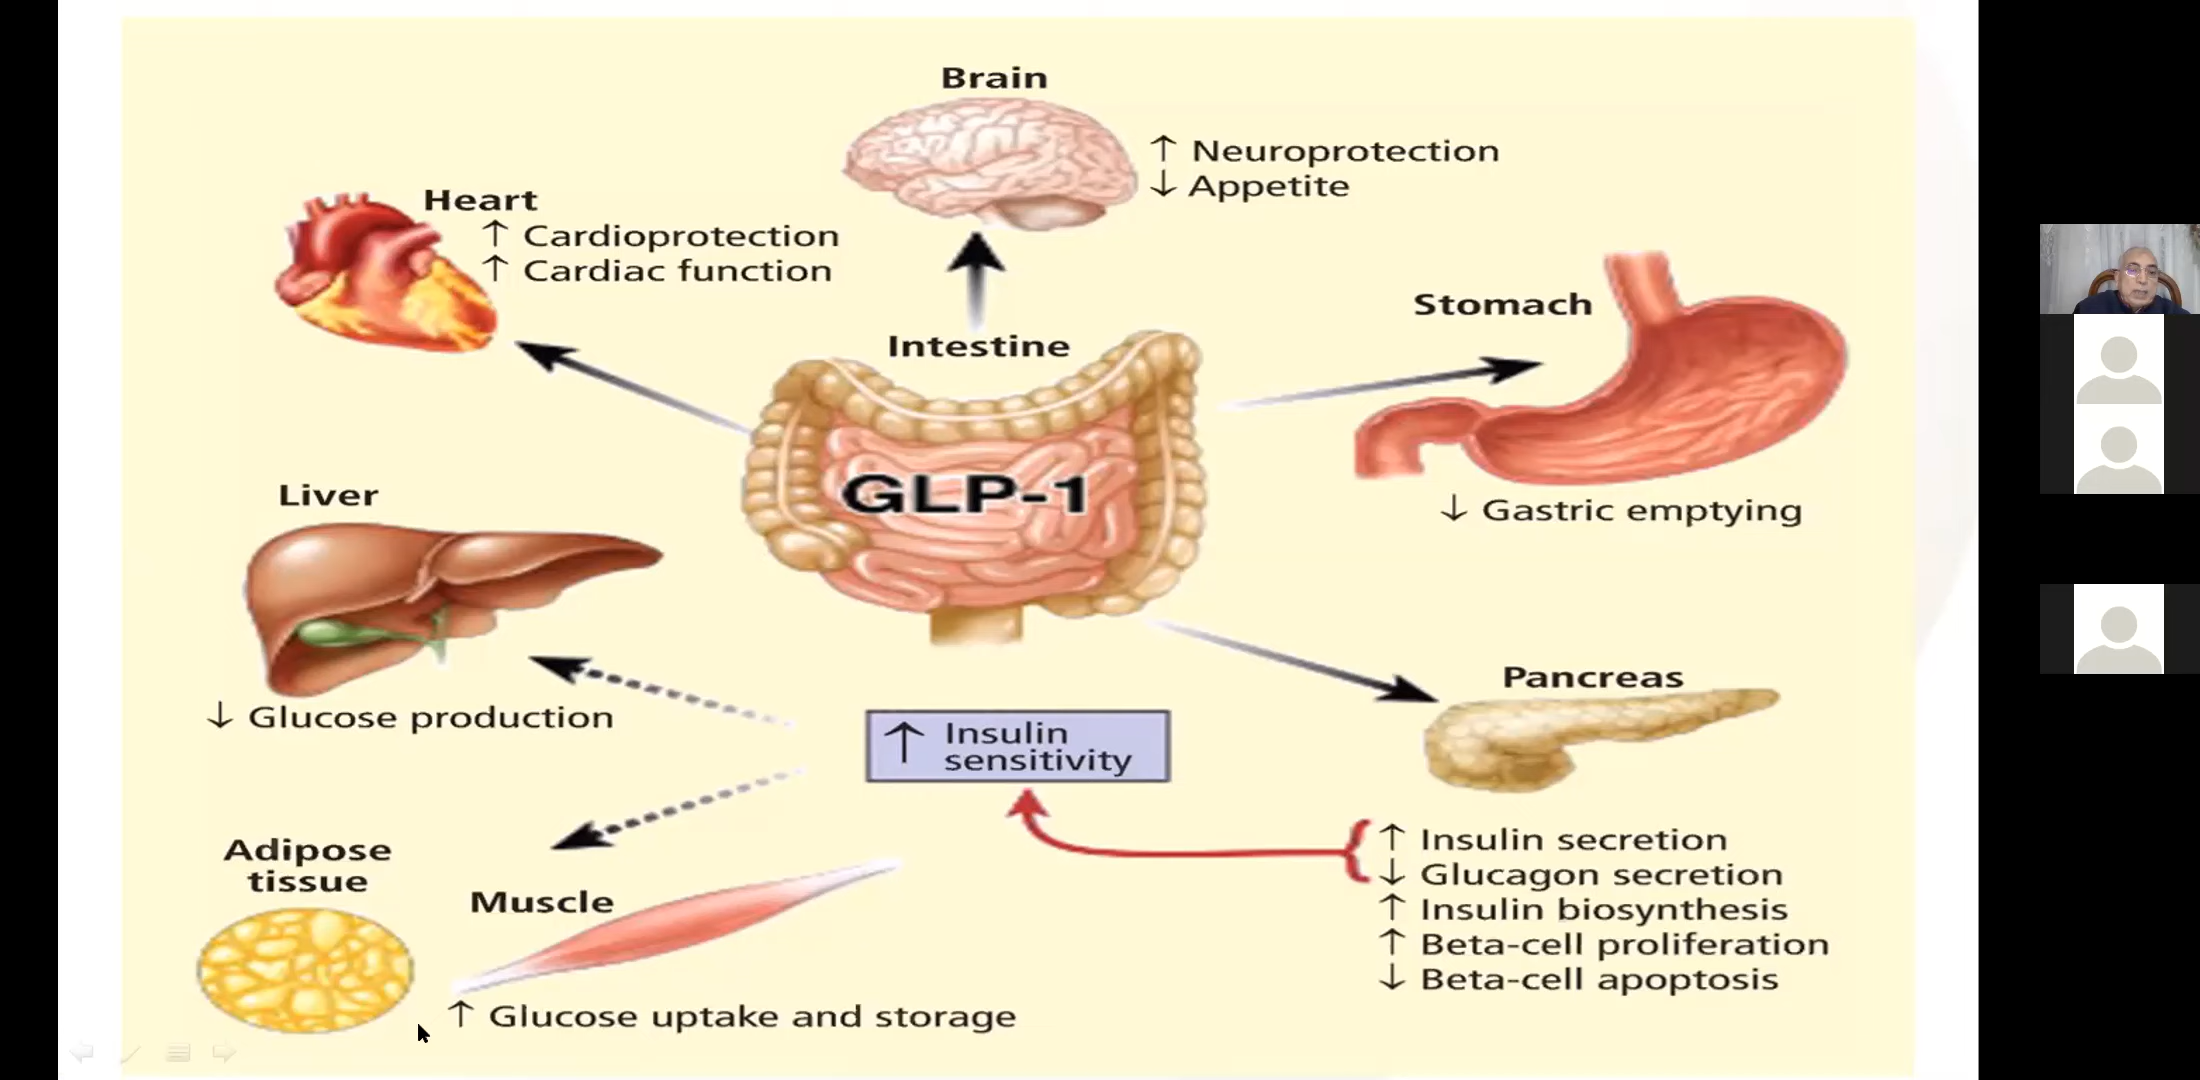 Brain
↑ Neuroprotection
↓ Appetite
Heart
↑ Cardioprotection
↑ Cardiac function
Stomach
Intestine
GLP-1
Liver
↓ Gastric emptying
Pancreas
↓ Glucose production
↑ Insulin
sensitivity
↑ Insulin secretion
↓ Glucagon secretion
↑ Insulin biosynthesis
↑ Beta-cell proliferation
↓ Beta-cell apoptosis
Adipose
tissue
Muscle
↑ Glucose uptake and storage